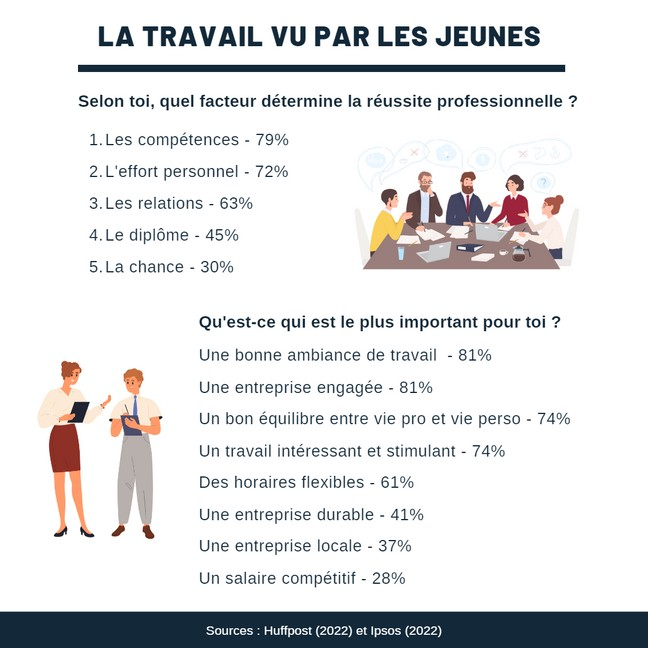 LA TRAVAIL VU PAR LES JEUNES
Selon toi, quel facteur détermine la réussite professionnelle ?
1. Les compétences - 79%
2. L'effort personnel - 72%
3. Les relations - 63%
4. Le diplôme - 45%
5. La chance - 30%
Qu'est-ce qui est le plus important pour toi ?
Une bonne ambiance de travail - 81%
Une entreprise engagée - 81%
Un bon équilibre entre vie pro et vie perso - 74%
Un travail intéressant et stimulant - 74%
Des horaires flexibles - 61%
Une entreprise durable - 41%
Une entreprise locale - 37%
Un salaire compétitif - 28%
Sources : Huffpost (2022) et Ipsos (2022)